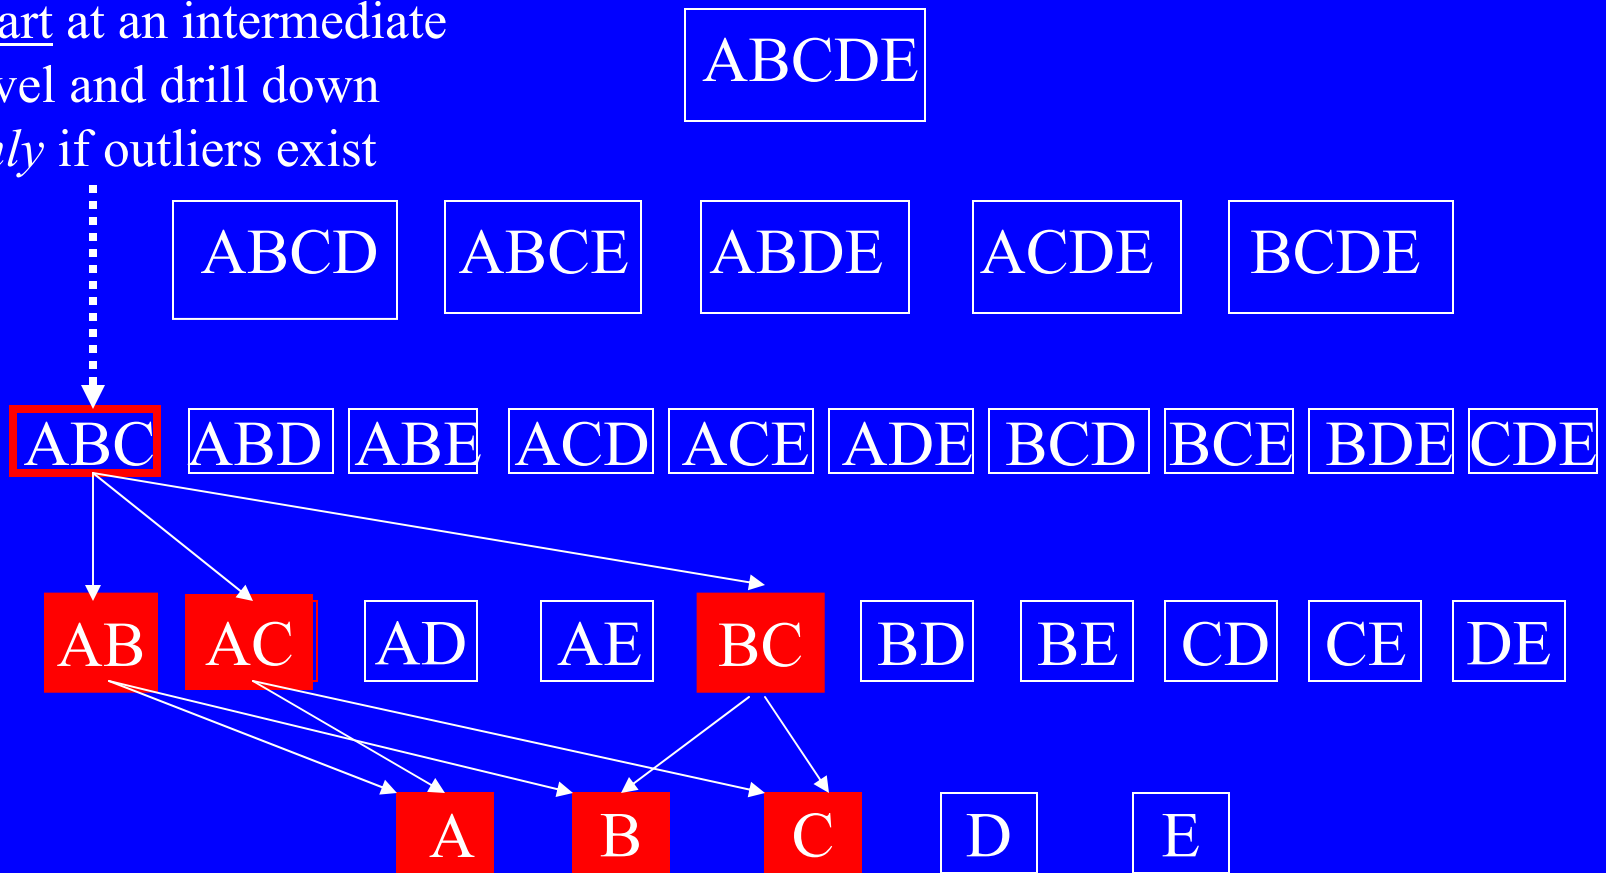 art at an intermediate
vel and drill down
ly if outliers exist
ABCDE
ABCD ABCE ABDE ACDE BCDE
ABC ABD ABE ACD ACE ADE BCD BCE BDE CDE
AB AC AD AE BC BD BE CD CE DE
A B C D E